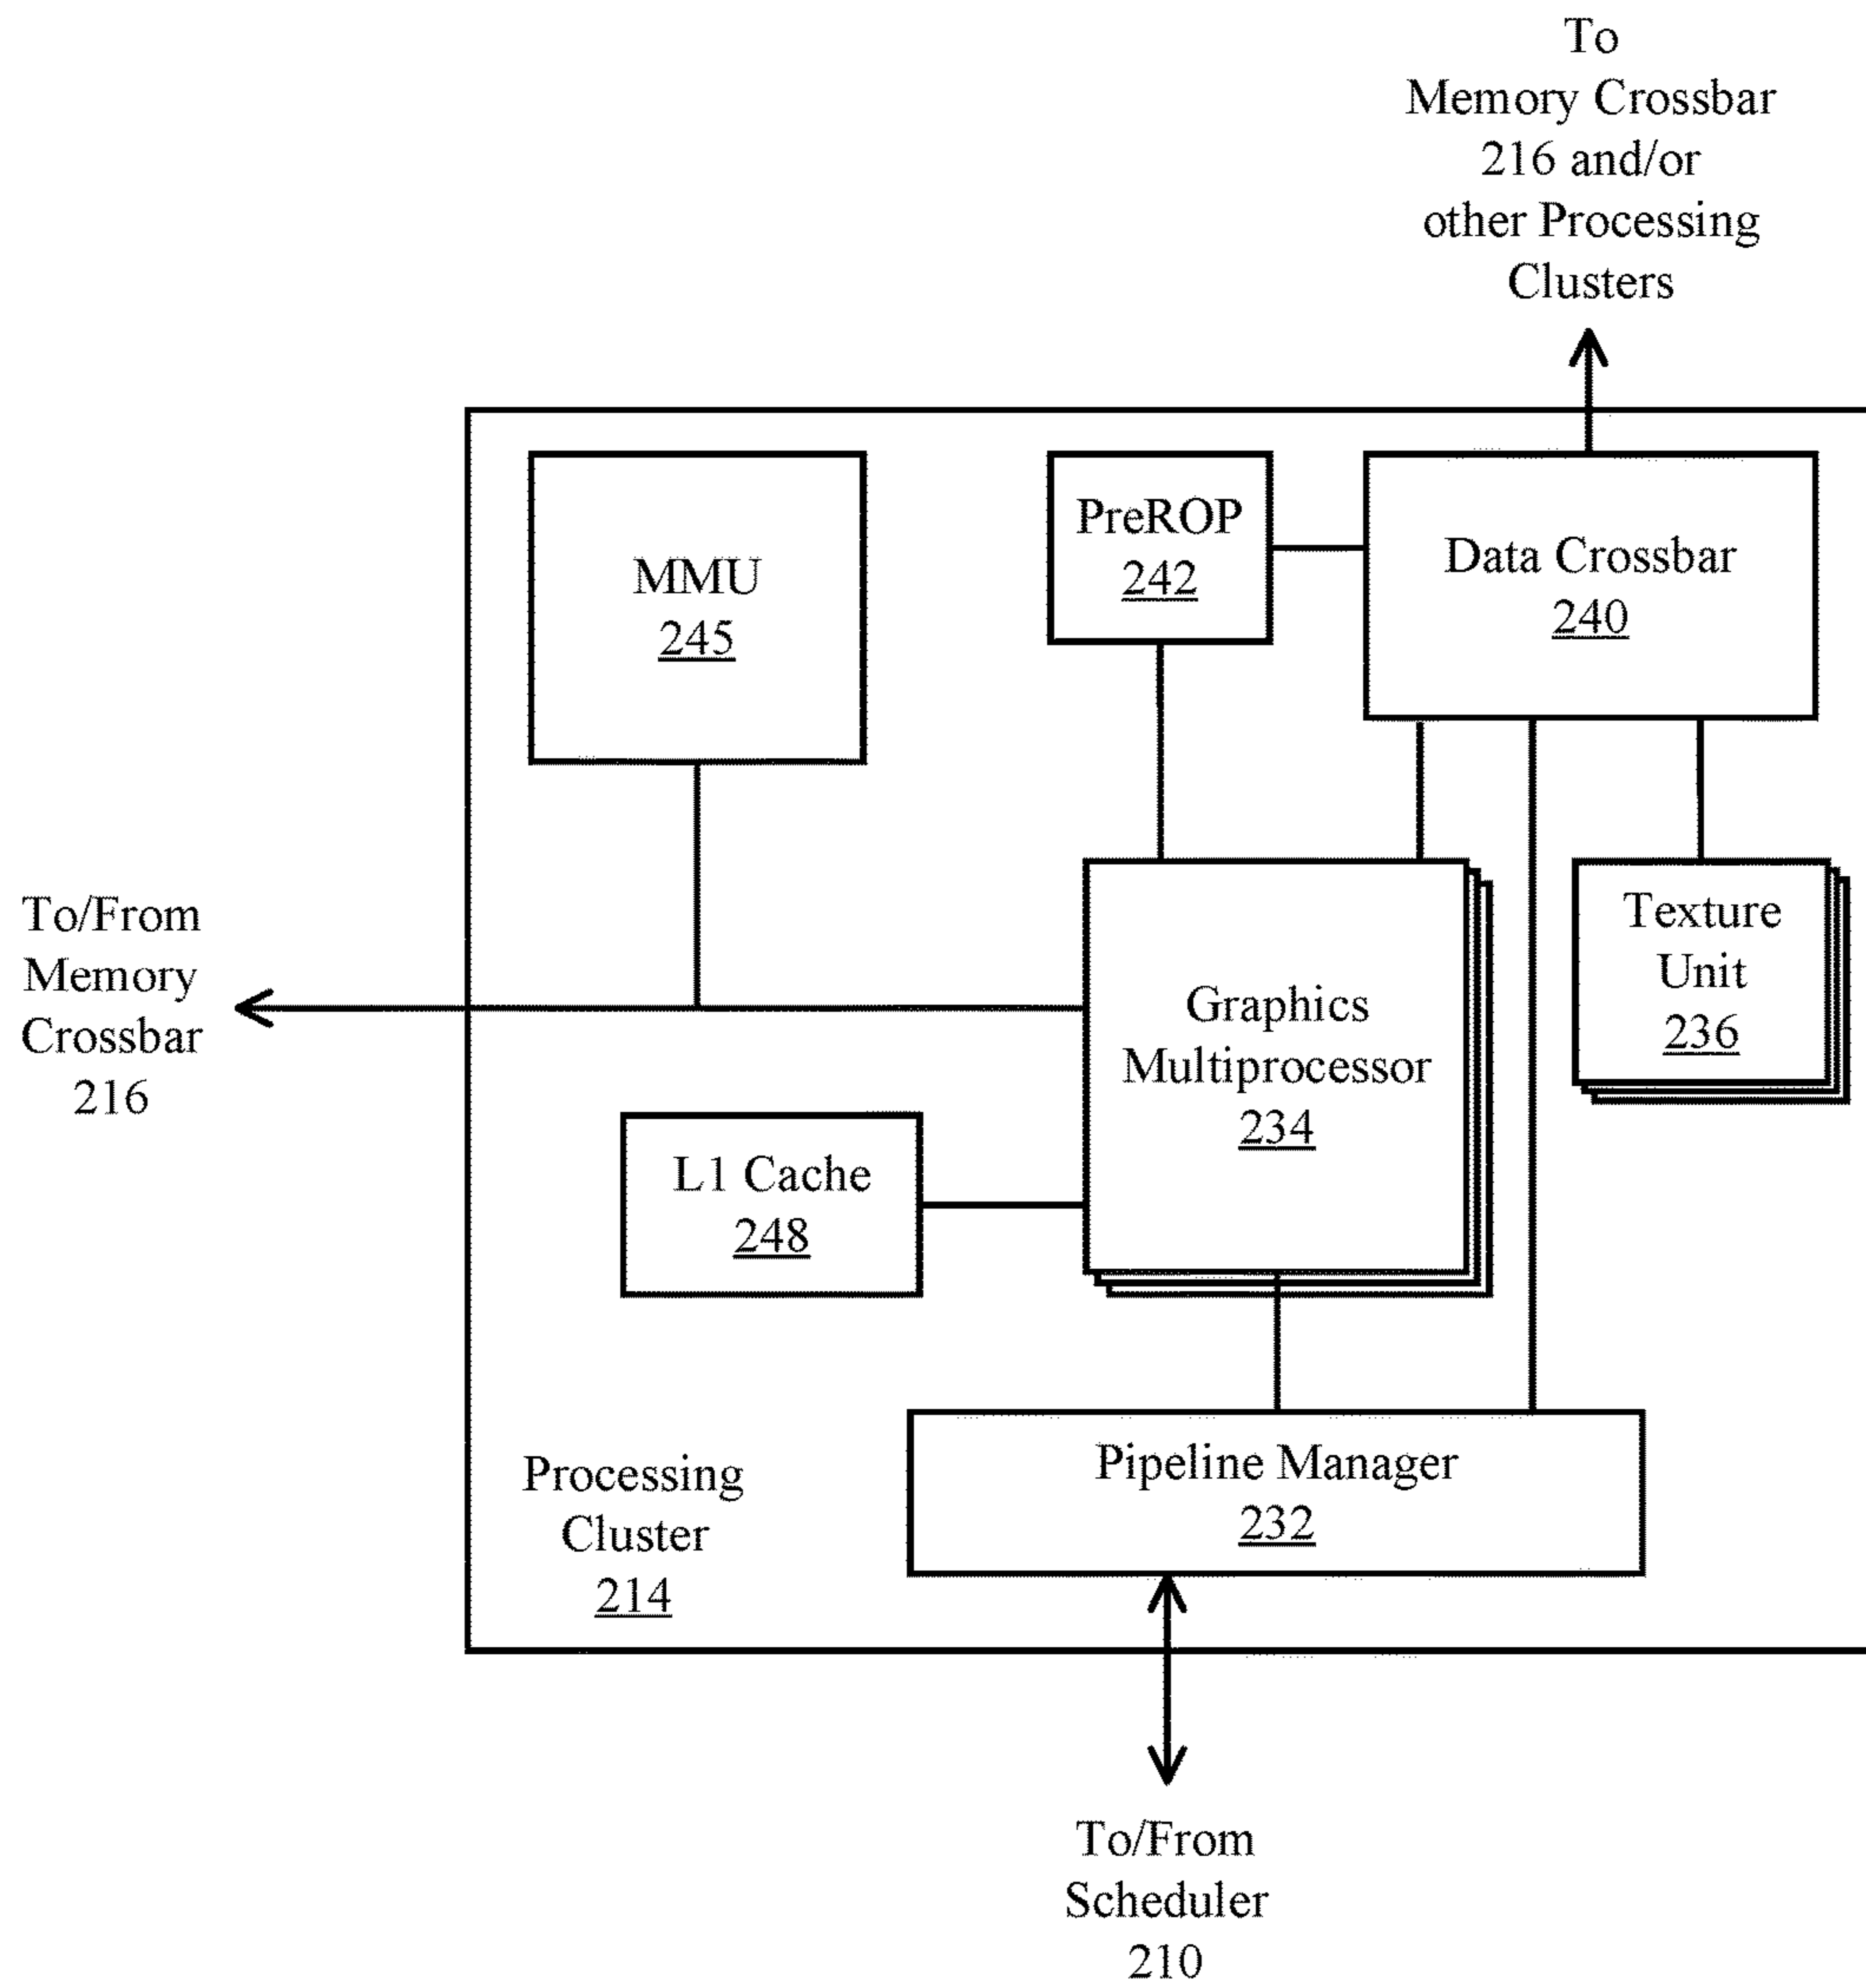 To
Memory Crossbar
216 and/or
other Processing
Clusters
MMU
245
PreROP
242
Data Crossbar
240
To/From
Memory
Crossbar
216
Graphics
Multiprocessor
234
Texture
Unit
236
L1 Cache
248
Processing
Cluster
214
Pipeline Manager
232
To/From
Scheduler
210